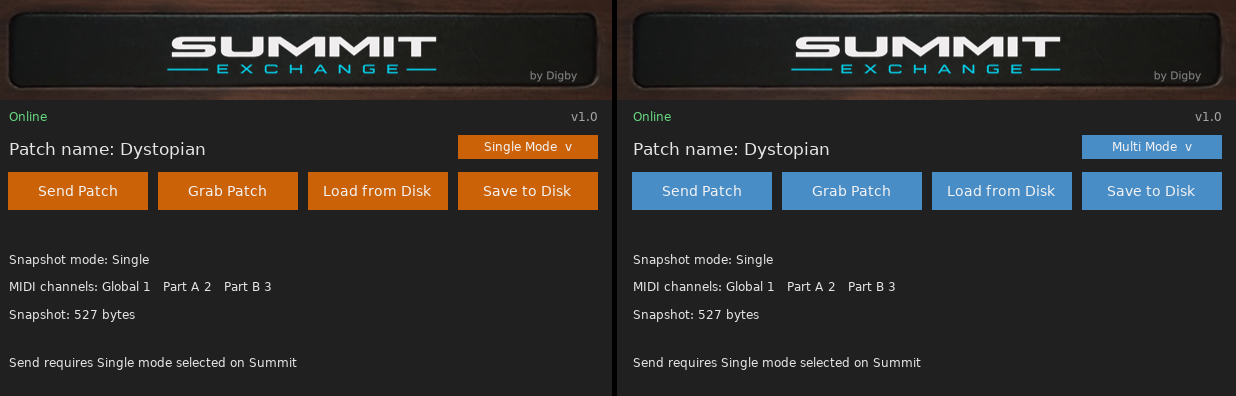 SUMMIT
EXCHANGE
by Digby
Online v1.0
Patch name: Dystopian Single Mode v
Send Patch Grab Patch Load from Disk Save to Disk
Snapshot mode: Single
MIDI channels: Global 1 Part A 2 Part B 3
Snapshot: 527 bytes
Send requires Single mode selected on Summit
SUMMIT
EXCHANGE
by Digby
Online v1.0
Patch name: Dystopian Multi Mode v
Send Patch Grab Patch Load from Disk Save to Disk
Snapshot mode: Single
MIDI channels: Global 1 Part A 2 Part B 3
Snapshot: 527 bytes
Send requires Single mode selected on Summit